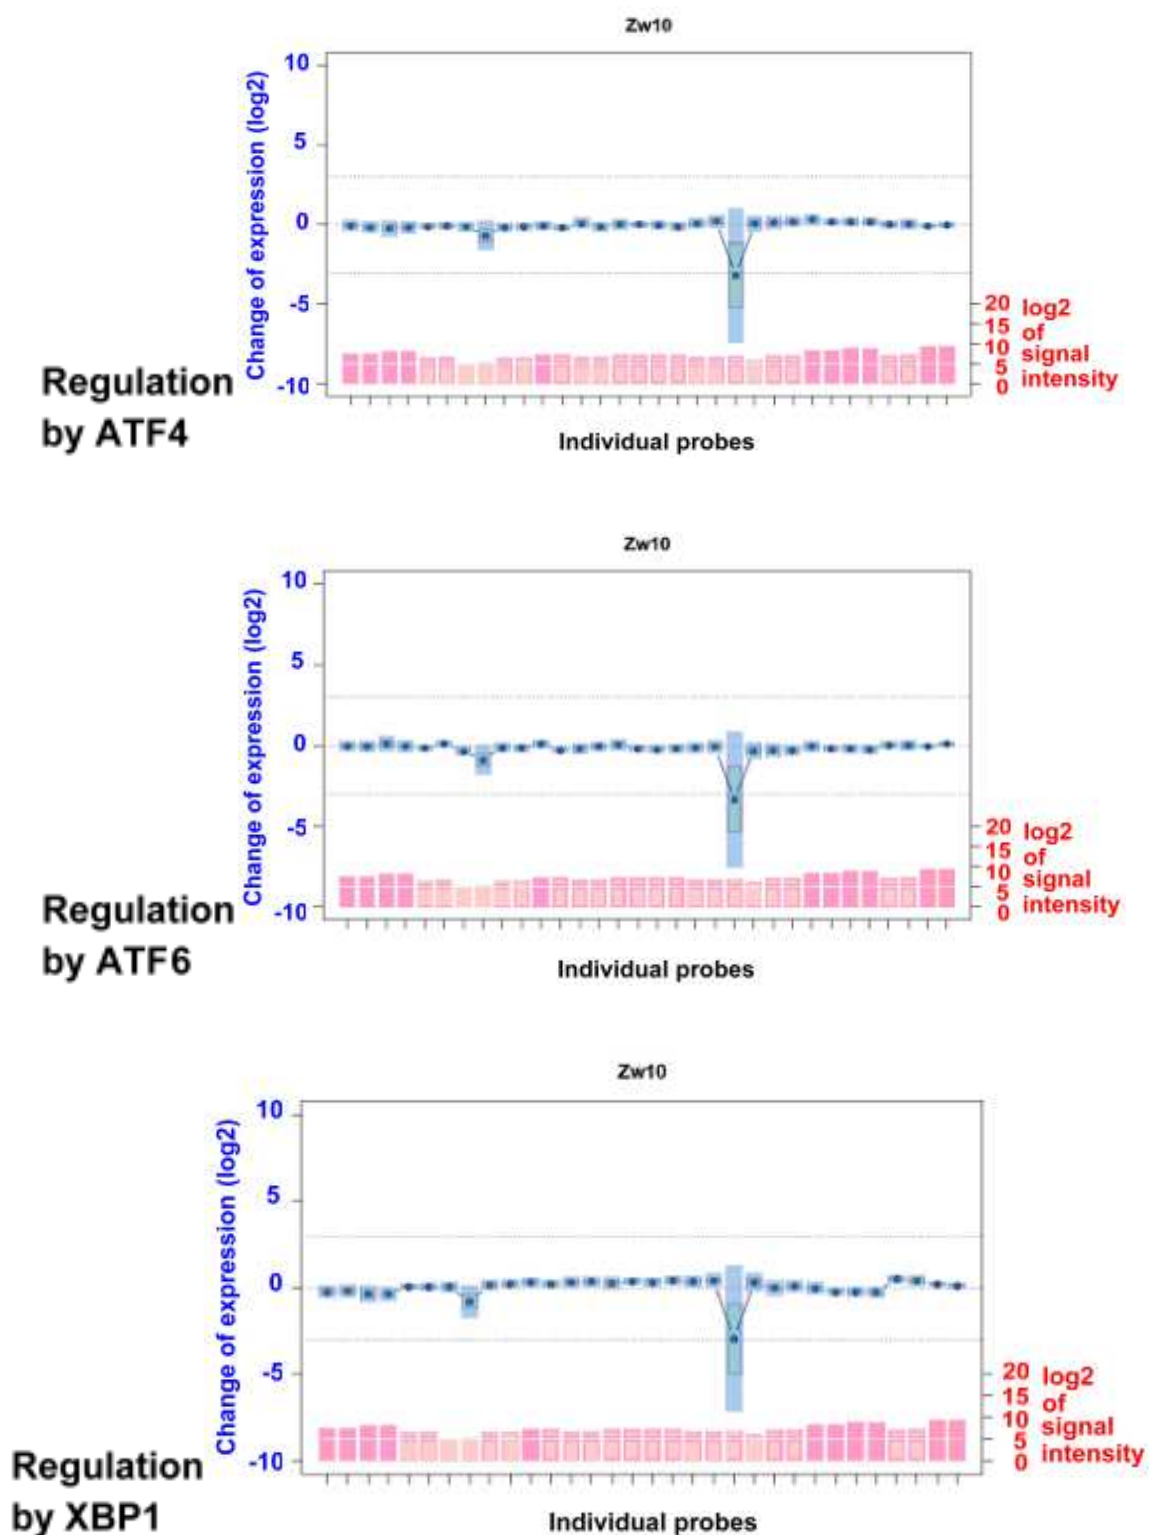 Zw10
Change of expression (log2)
10
5
0
-5
-10
20
15
10
5
0
log2
of
signal
intensity
Regulation
by ATF4
Individual probes
Zw10
Change of expression (log2)
10
5
0
-5
-10
20
15
10
5
0
log2
of
signal
intensity
Regulation
by ATF6
Individual probes
Zw10
Change of expression (log2)
10
5
0
-5
-10
20
15
10
5
0
log2
of
signal
intensity
Regulation
by XBP1
Individual probes